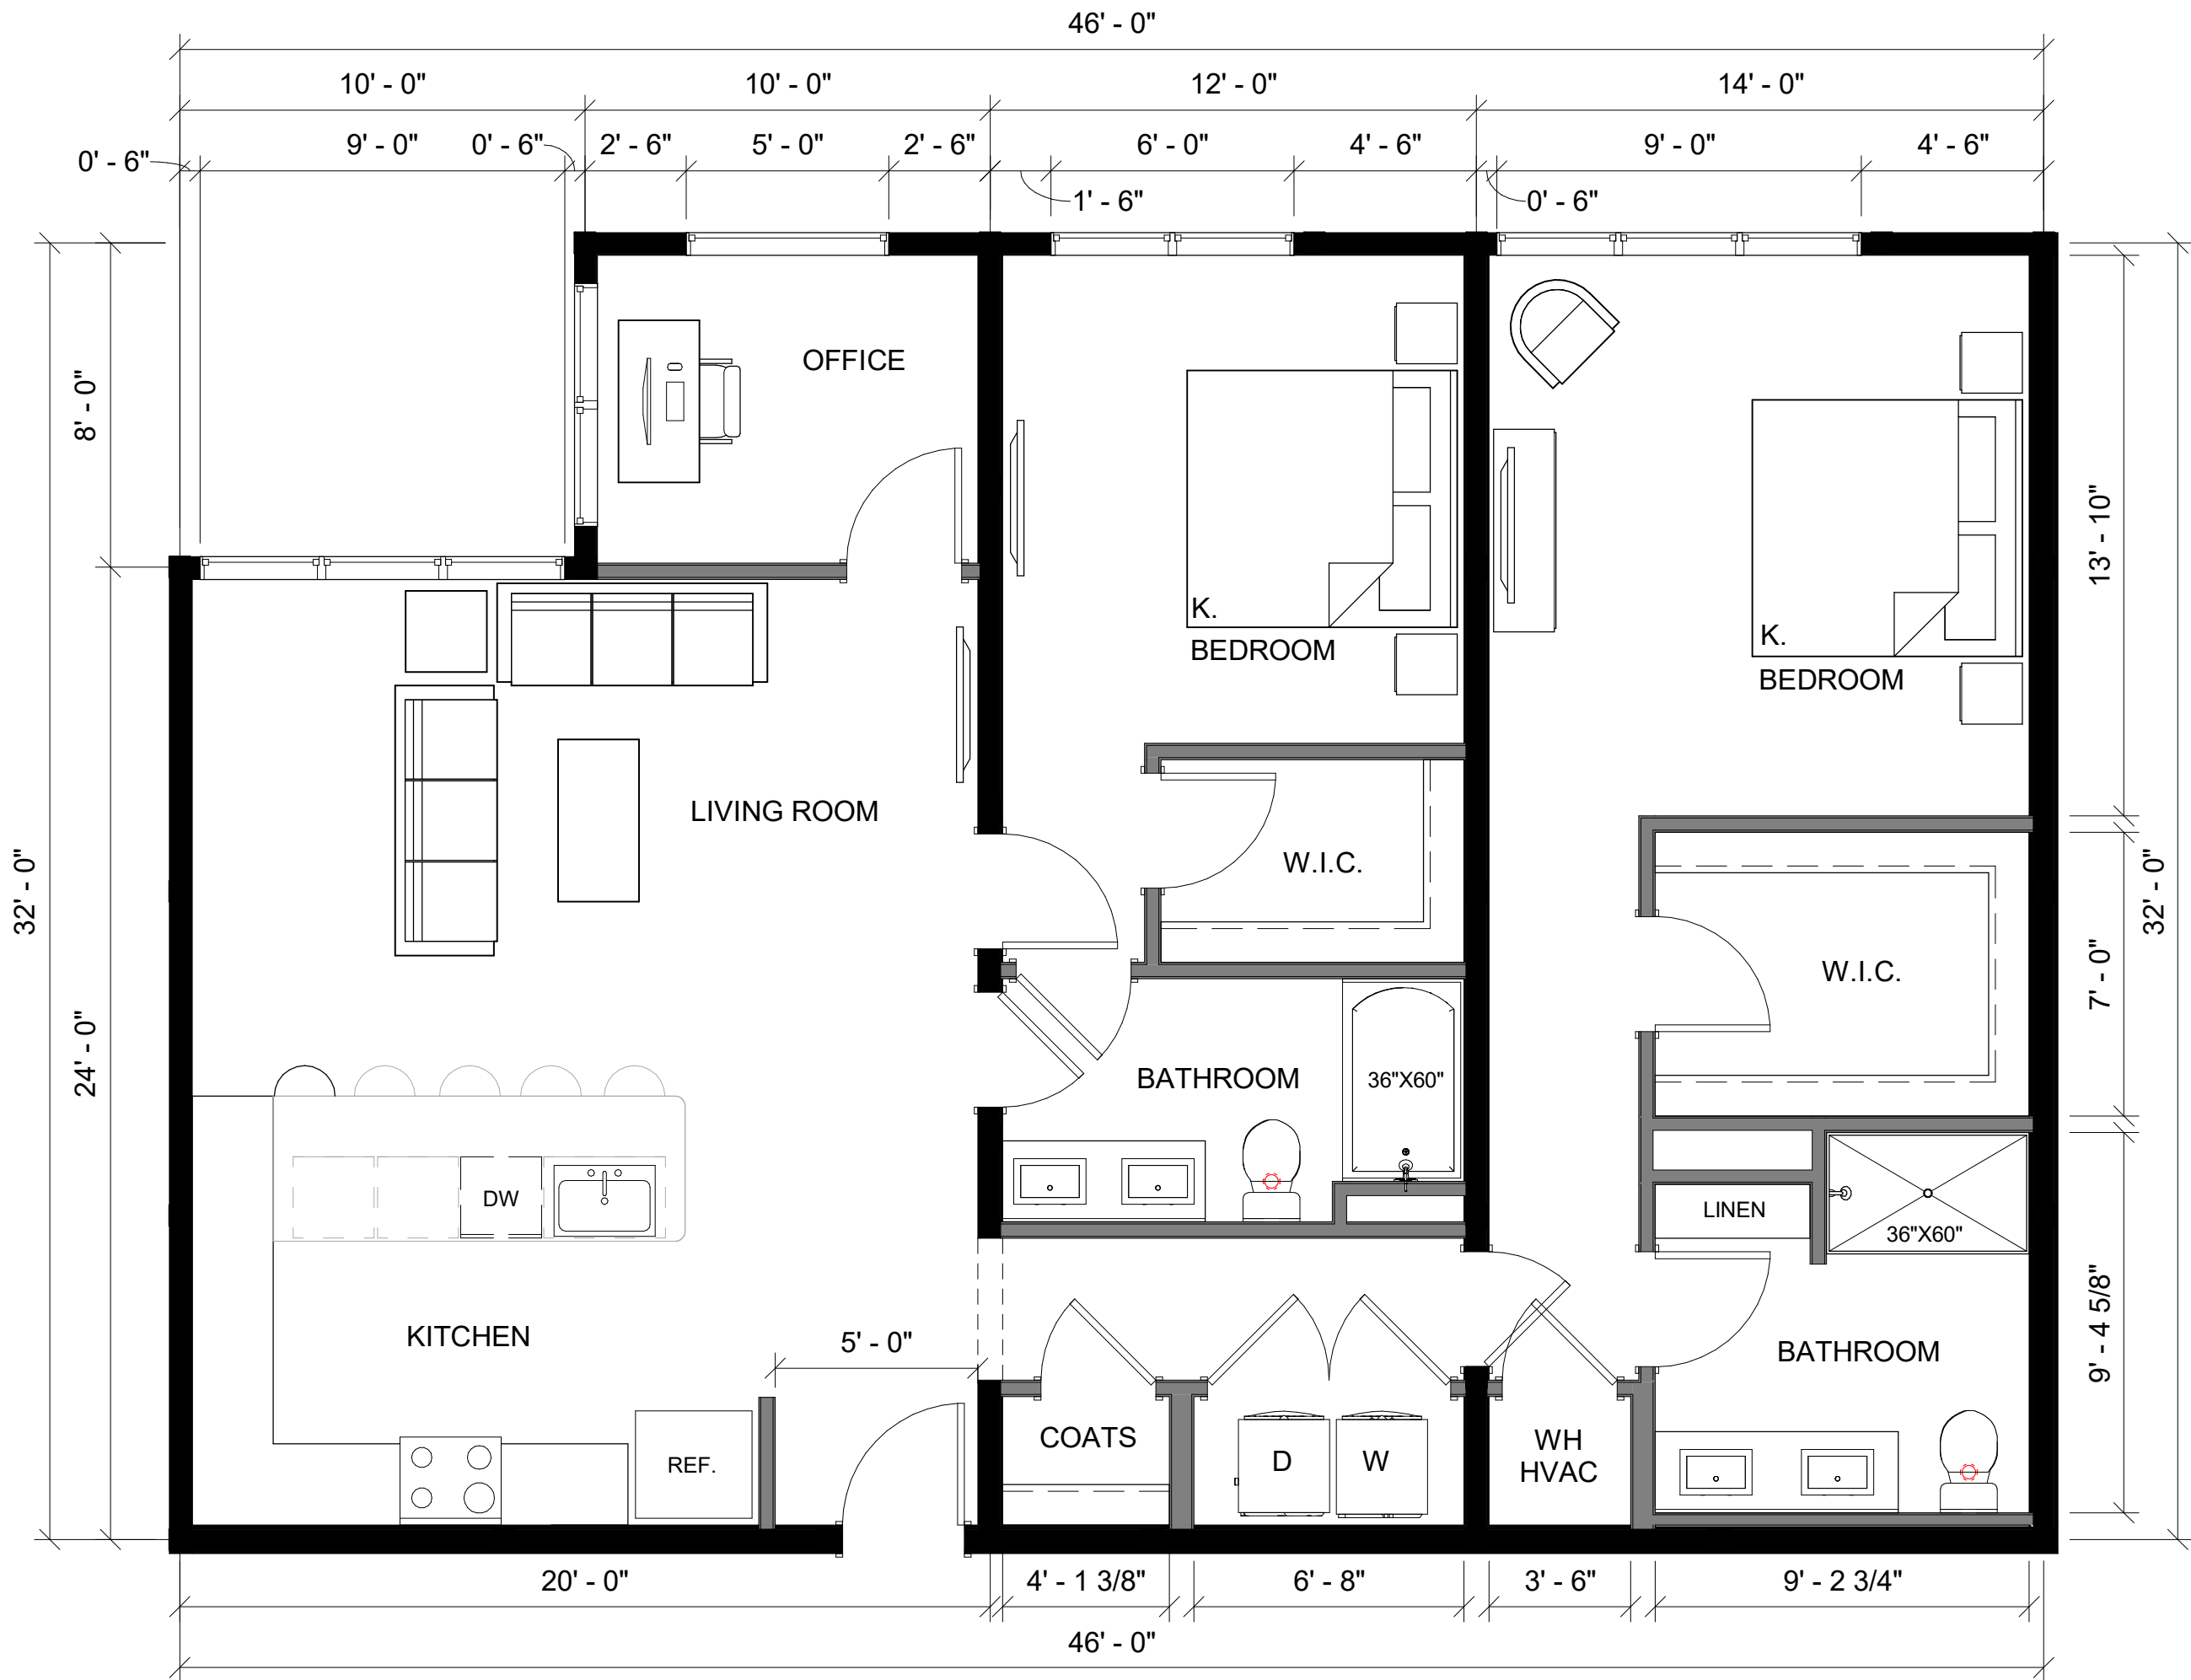 46' - 0"
10' - 0" 10' - 0" 12' - 0" 14' - 0"
0' - 6" 9' - 0" 0' - 6" 2' - 6" 5' - 0" 2' - 6" 6' - 0" 4' - 6" 9' - 0" 4' - 6"
1' - 6" 0' - 6"
OFFICE
8' - 0"
13' - 10"
K.
BEDROOM
K.
BEDROOM
LIVING ROOM
W.I.C.
32' - 0"
32' - 0"
W.I.C.
7' - 0"
24' - 0"
BATHROOM
36"X60"
DW
LINEN
36"X60"
KITCHEN
5' - 0"
BATHROOM
9' - 4 5/8"
COATS
D
W
WH
HVAC
REF.
20' - 0" 4' - 1 3/8" 6' - 8" 3' - 6" 9' - 2 3/4"
46' - 0"